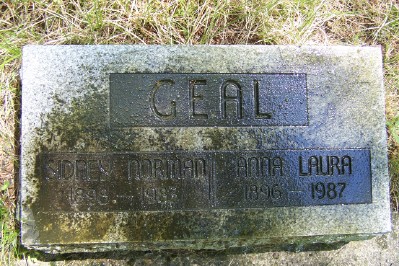 GEAL
SIDNEY NORMAN
ANNA LAURA
1896 – 1987